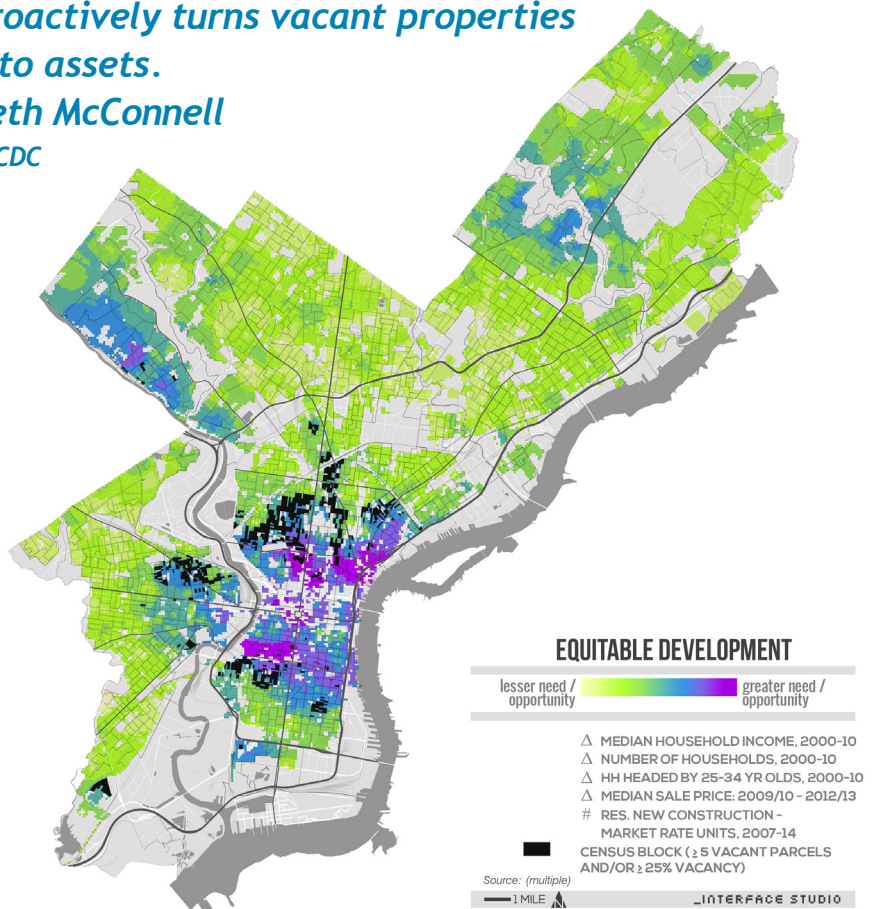 roactively turns vacant properties
to assets.
eth McConnell
CDC
EQUITABLE DEVELOPMENT
lesser need /
opportunity
greater need /
opportunity
Δ MEDIAN HOUSEHOLD INCOME, 2000-10
Δ NUMBER OF HOUSEHOLDS, 2000-10
Δ HH HEADED BY 25-34 YR OLDS, 2000-10
Δ MEDIAN SALE PRICE: 2009/10 - 2012/13
# RES. NEW CONSTRUCTION -
MARKET RATE UNITS, 2007-14
CENSUS BLOCK ( ≥ 5 VACANT PARCELS
AND/OR ≥ 25% VACANCY)
Source: (multiple)
1 MILE
_INTERFACE STUDIO